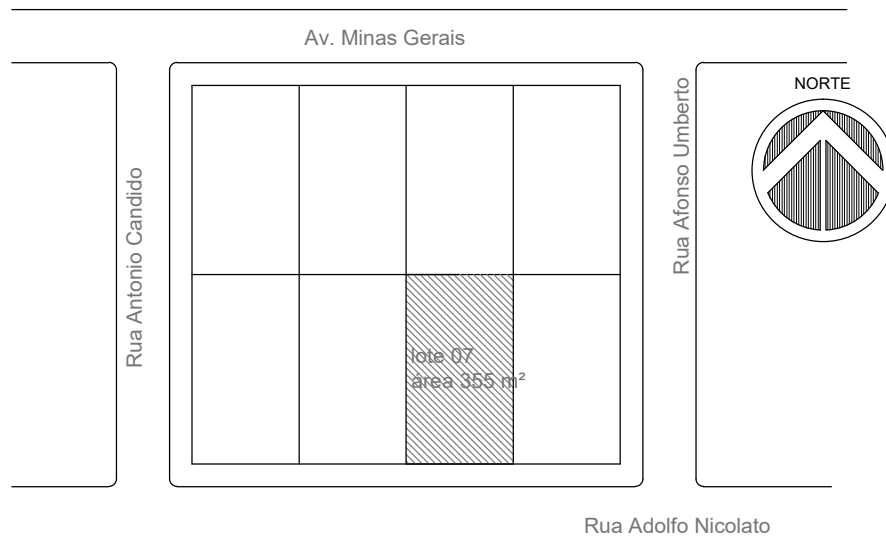 Av. Minas Gerais
NORTE
Rua Antonio Candido
Rua Afonso Umberto
lote 07
área 355 m²
Rua Adolfo Nicolato